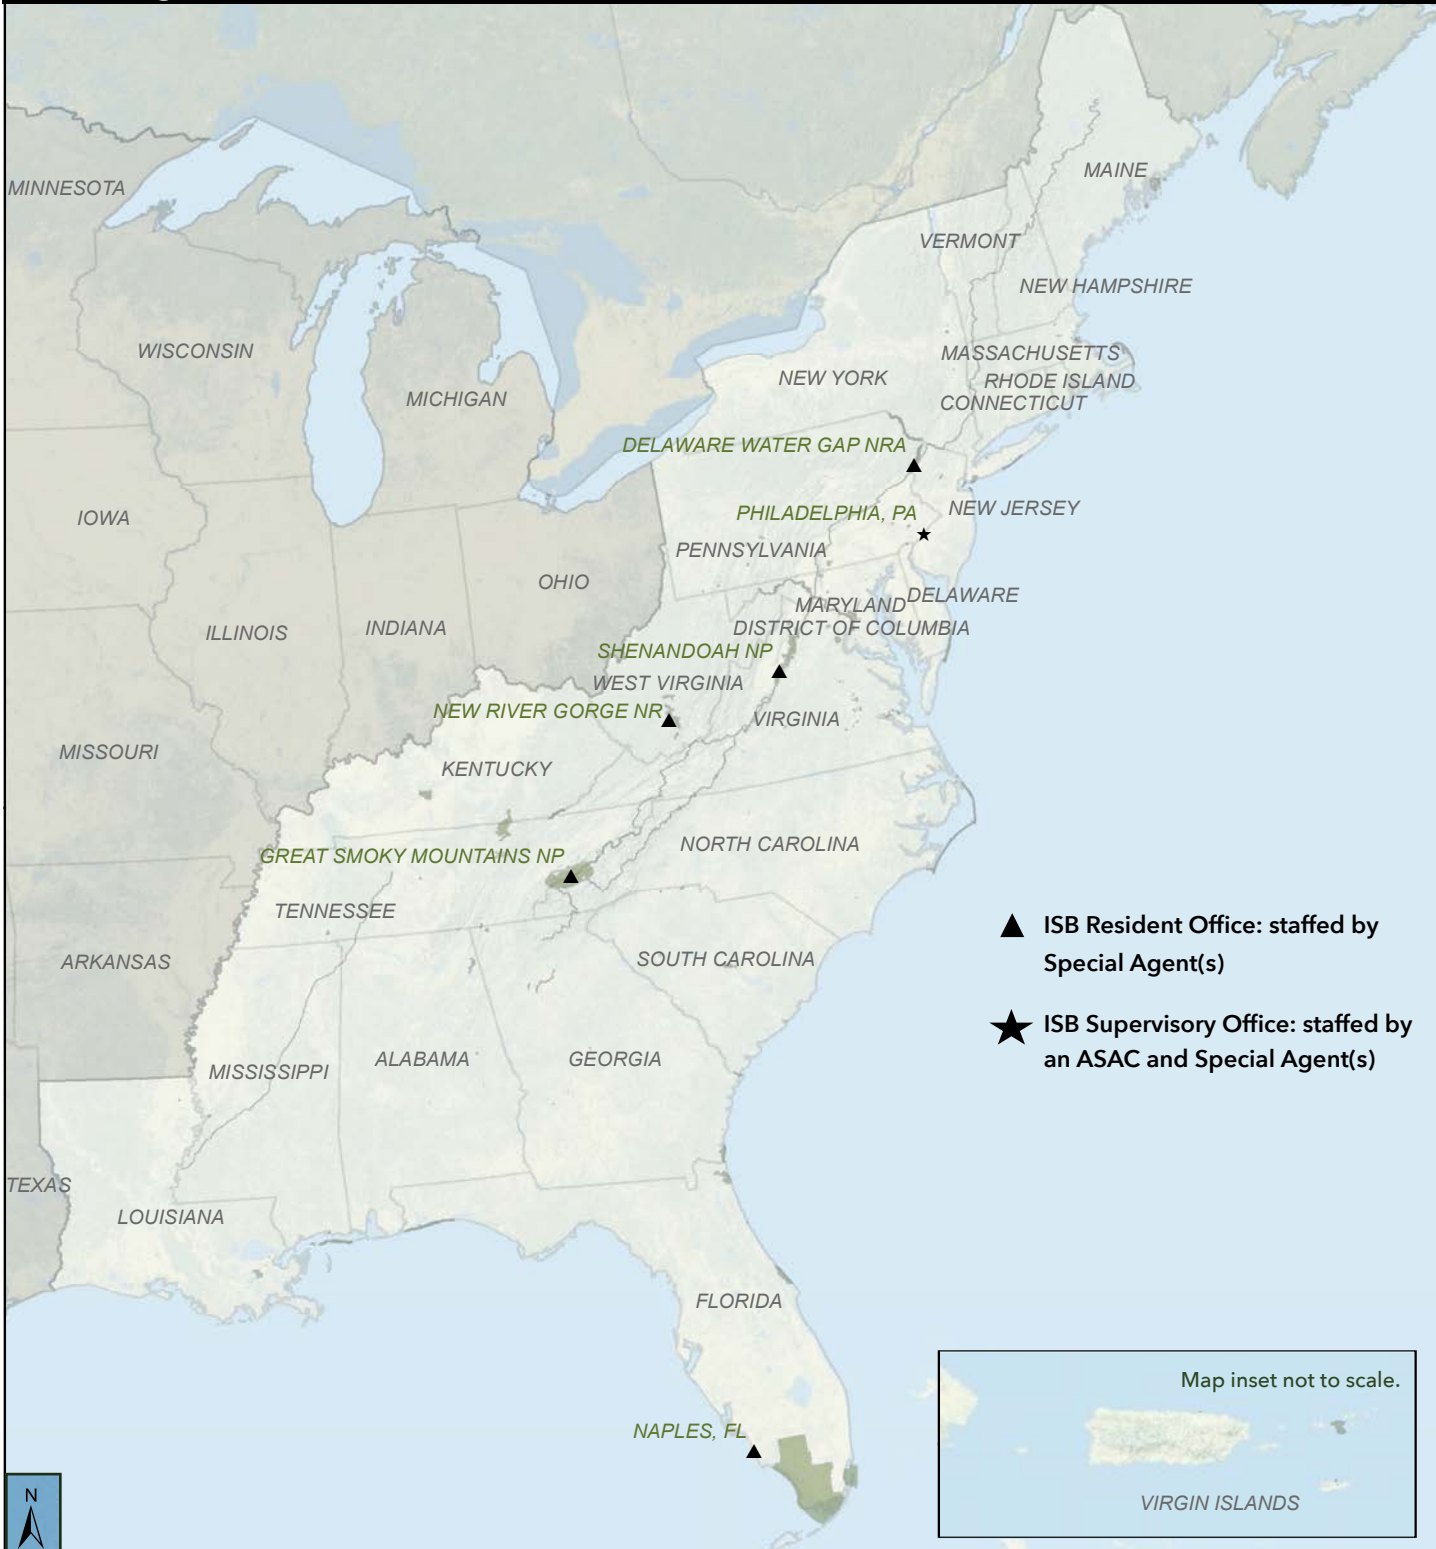 MAINE
MINNESOTA
VERMONT
NEW HAMPSHIRE
WISCONSIN
MASSACHUSETTS
NEW YORK
RHODE ISLAND
MICHIGAN
CONNECTICUT
DELAWARE WATER GAP NRA
PHILADELPHIA, PA
NEW JERSEY
IOWA
PENNSYLVANIA
OHIO
DELAWARE
MARYLAND
ILLINOIS
INDIANA
DISTRICT OF COLUMBIA
SHENANDOAH NP
WEST VIRGINIA
NEW RIVER GORGE NR
VIRGINIA
MISSOURI
KENTUCKY
NORTH CAROLINA
GREAT SMOKY MOUNTAINS NP
TENNESSEE
ISB Resident Office: staffed by
Special Agent(s)
ARKANSAS
SOUTH CAROLINA
ISB Supervisory Office: staffed by
an ASAC and Special Agent(s)
MISSISSIPPI
ALABAMA
GEORGIA
TEXAS
LOUISIANA
FLORIDA
Map inset not to scale.
NAPLES, FL
VIRGIN ISLANDS
N